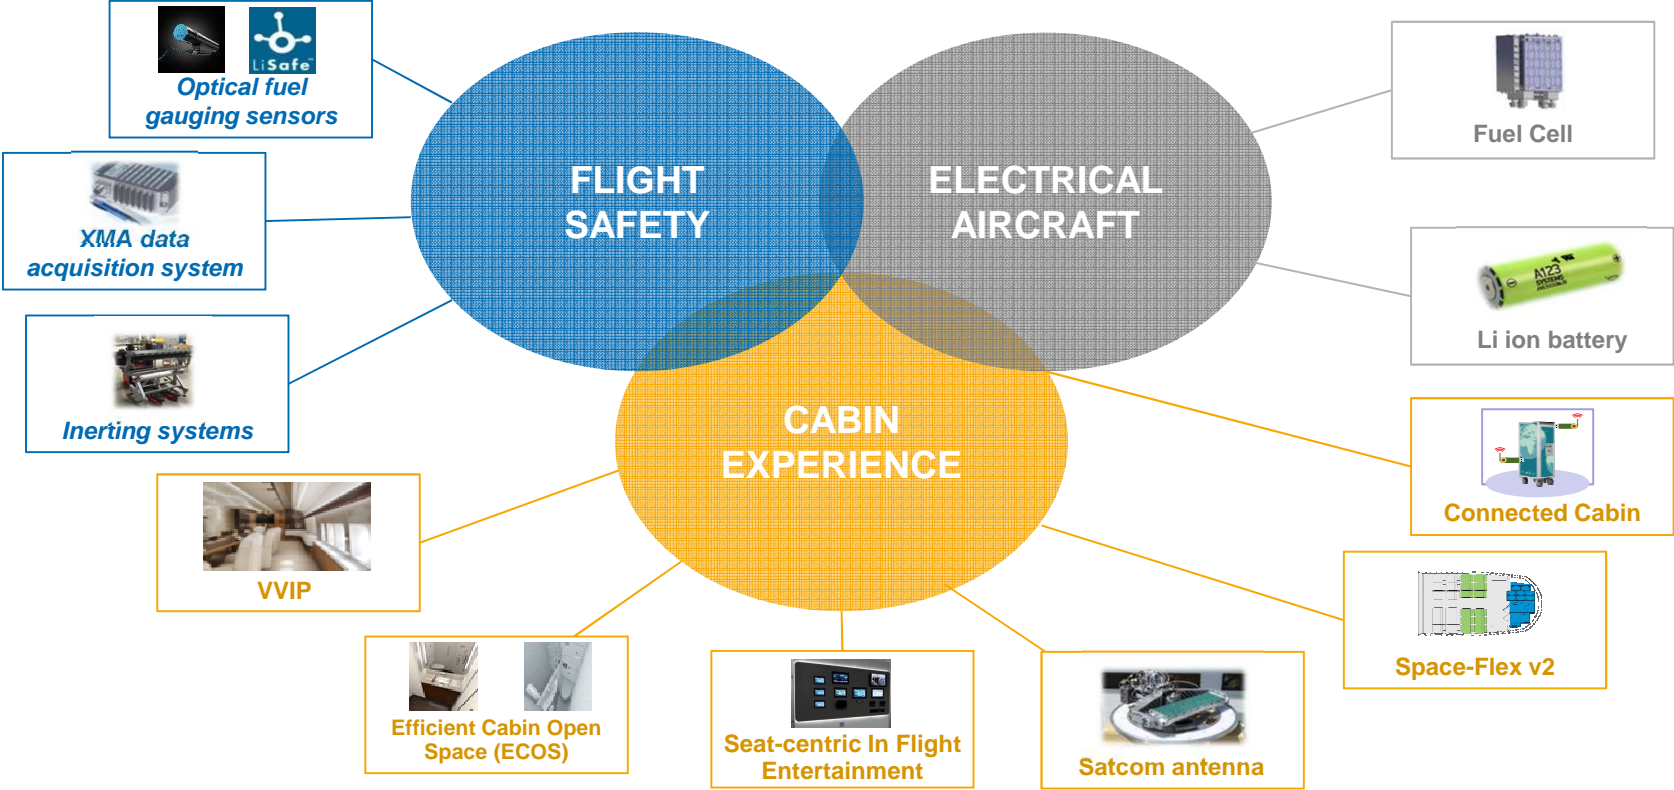 LiSafe
Optical fuel
gauging sensors
XMA data
acquisition system
Inerting systems
FLIGHT
SAFETY
ELECTRICAL
AIRCRAFT
CABIN
EXPERIENCE
Fuel Cell
A123
SYSTEMS
Li ion battery
Connected Cabin
Space-Flex v2
Satcom antenna
Seat-centric In Flight
Entertainment
Efficient Cabin Open
Space (ECOS)
VVIP